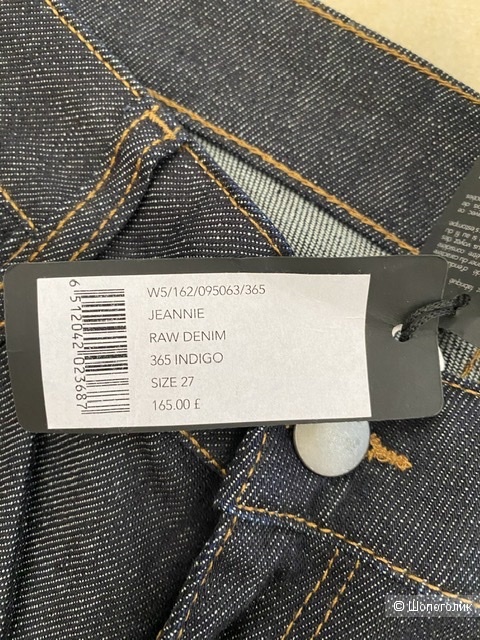 W5/162/095063/365
JEANNIE
RAW DENIM
365 INDIGO
SIZE 27
165.00 £
6 512042 023687
© Шопоголик